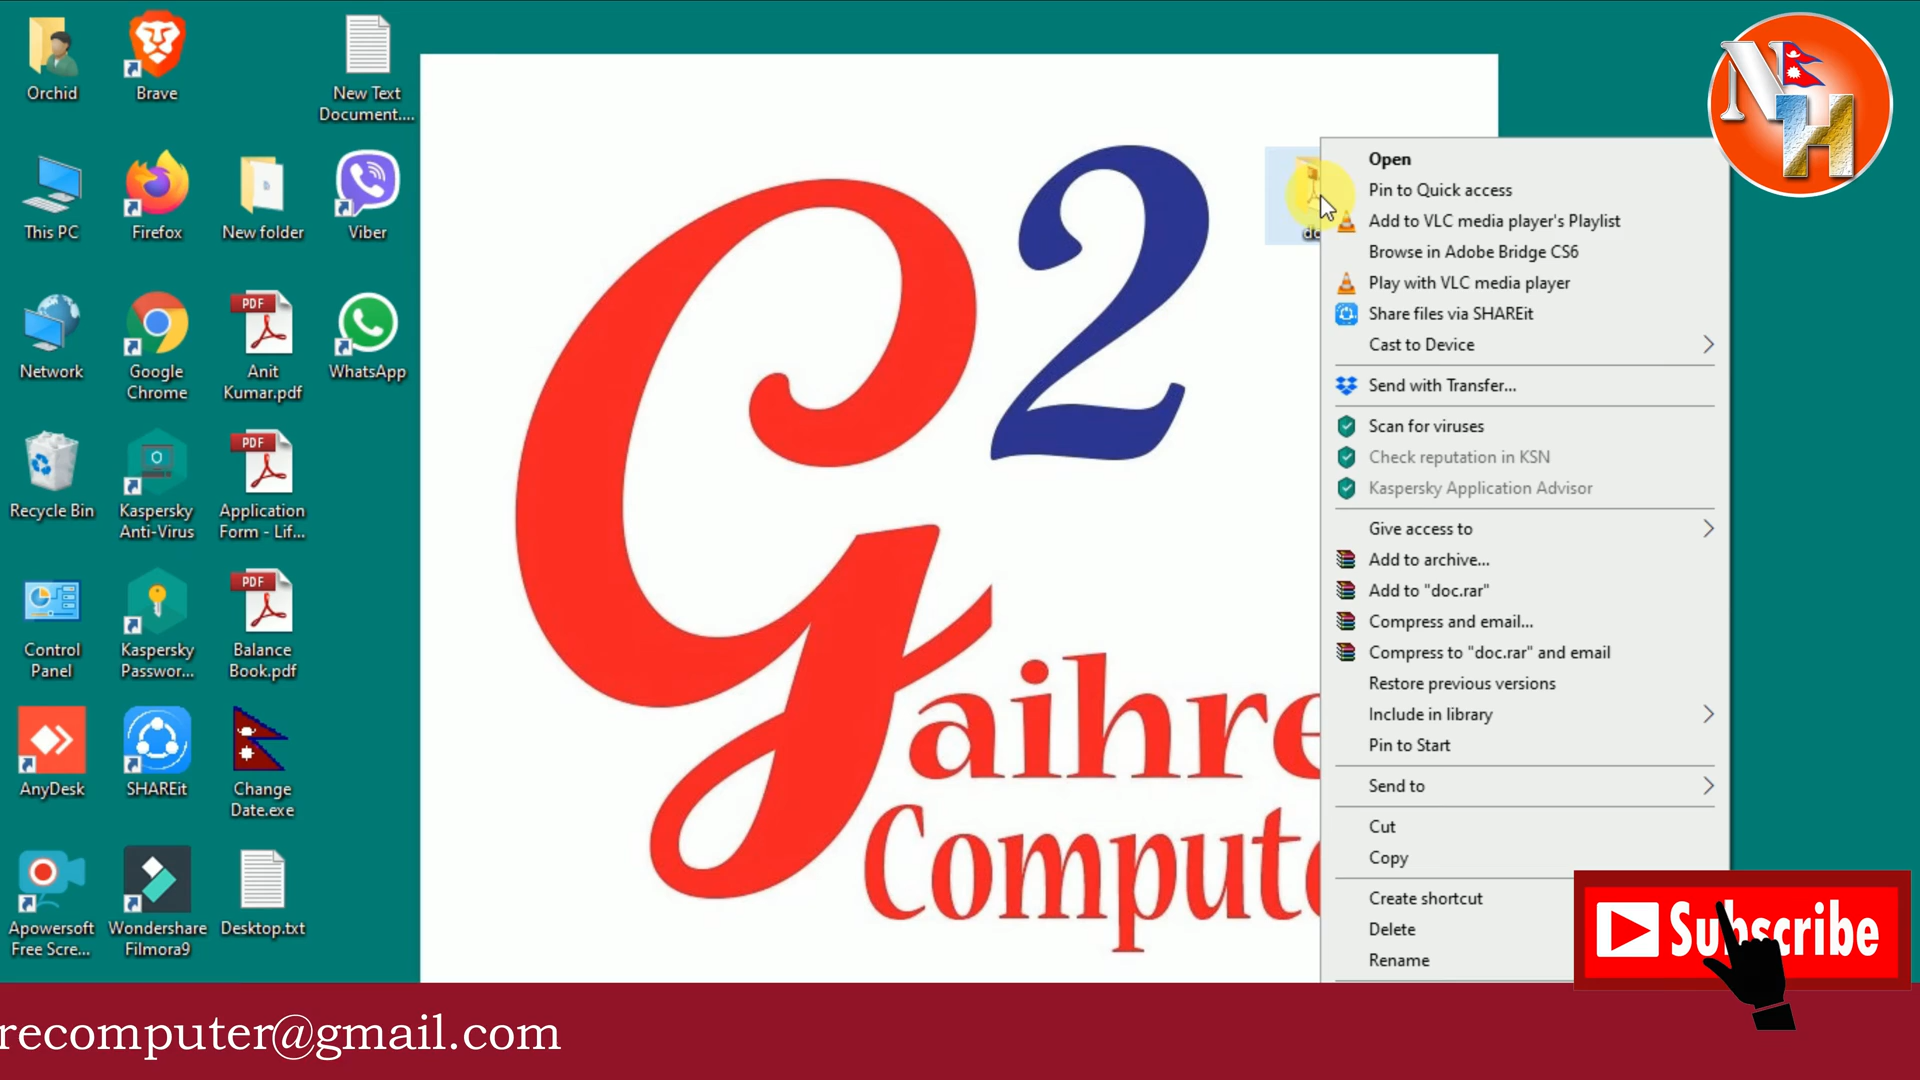 Orchid
Brave
New Text
Document....
This PC
Firefox
New folder
Viber
Network
Google
Chrome
PDF
Anit
Kumar.pdf
WhatsApp
Recycle Bin
Kaspersky
Anti-Virus
PDF
Application
Form - Lif...
Control
Panel
Kaspersky
Passwor...
PDF
Balance
Book.pdf
AnyDesk
SHAREit
Change
Date.exe
Apowersoft
Free Scre...
Wondershare
Filmora9
Desktop.txt
G2
aihre
Compute
NH
Open
Pin to Quick access
Add to VLC media player's Playlist
Browse in Adobe Bridge CS6
Play with VLC media player
Share files via SHAREit
Cast to Device
Send with Transfer...
Scan for viruses
Check reputation in KSN
Kaspersky Application Advisor
Give access to
Add to archive...
Add to "doc.rar"
Compress and email...
Compress to "doc.rar" and email
Restore previous versions
Include in library
Pin to Start
Send to
Cut
Copy
Create shortcut
Delete
Rename
Subscribe
recomputer@gmail.com